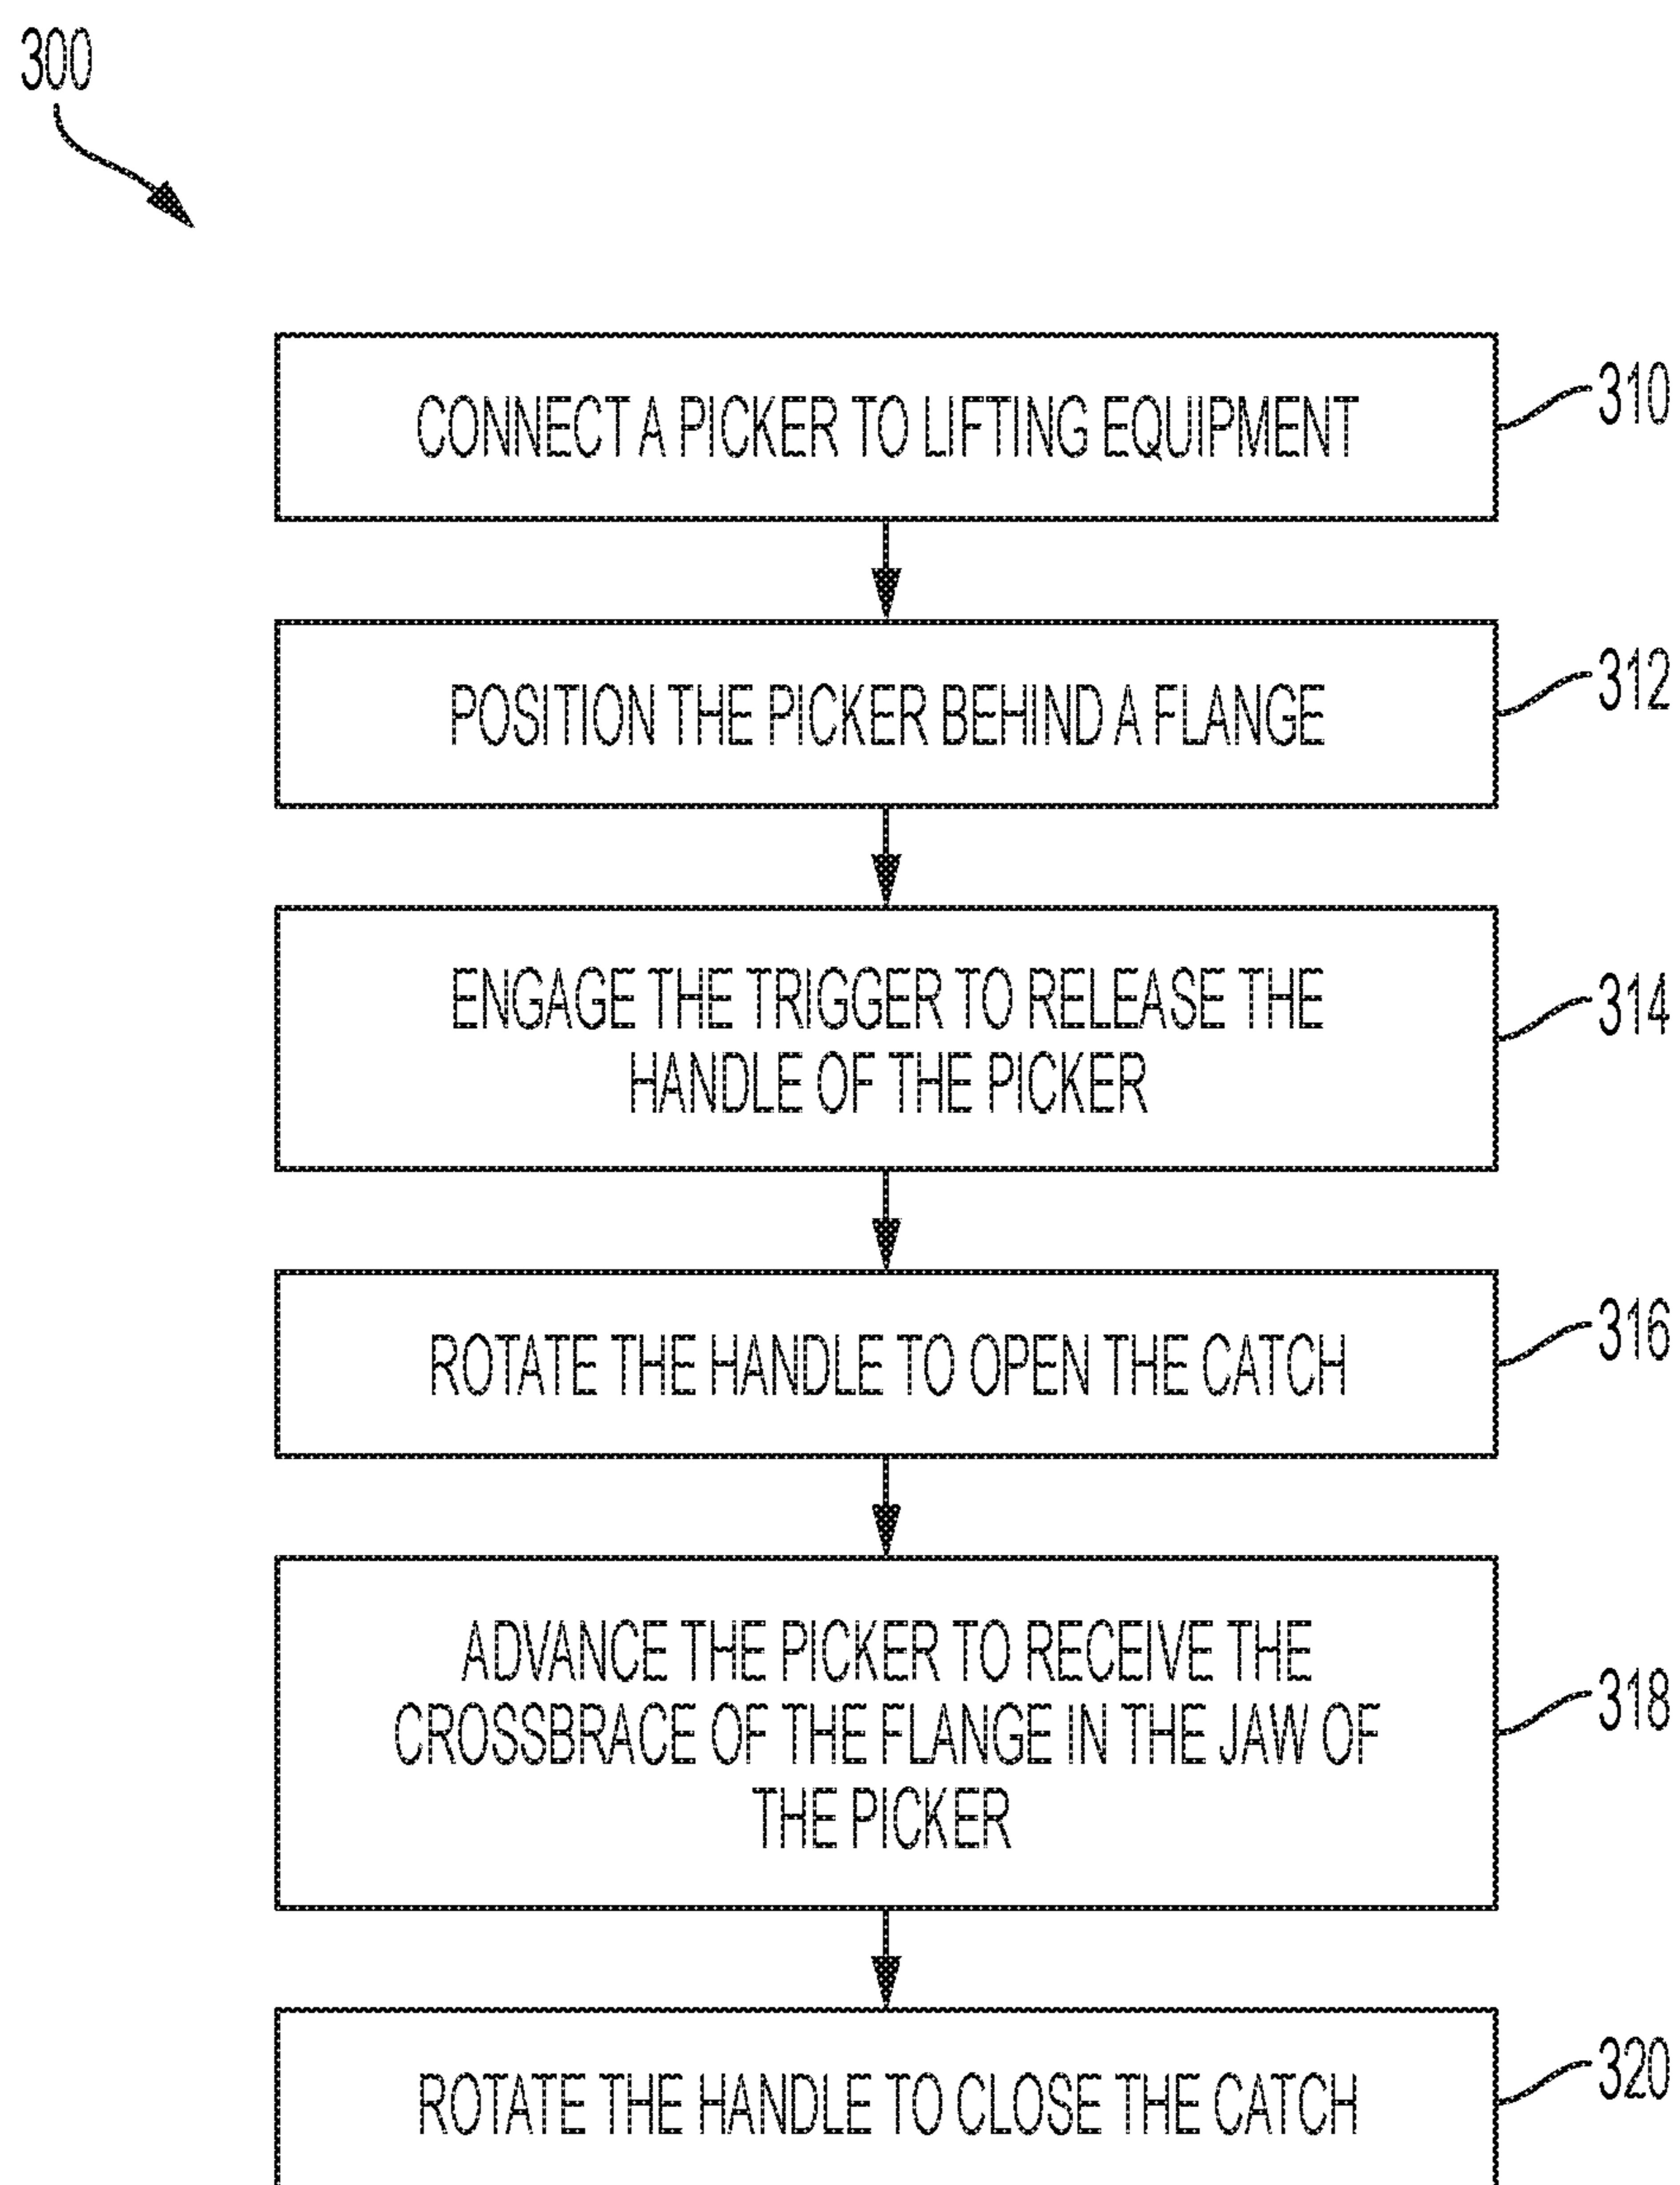 300
CONNECT A PICKER TO LIFTING EQUIPMENT
310
POSITION THE PICKER BEHIND A FLANGE
312
ENGAGE THE TRIGGER TO RELEASE THE
HANDLE OF THE PICKER
314
ROTATE THE HANDLE TO OPEN THE CATCH
316
ADVANCE THE PICKER TO RECEIVE THE
CROSSBRACE OF THE FLANGE IN THE JAW OF
THE PICKER
318
ROTATE THE HANDLE TO CLOSE THE CATCH
320